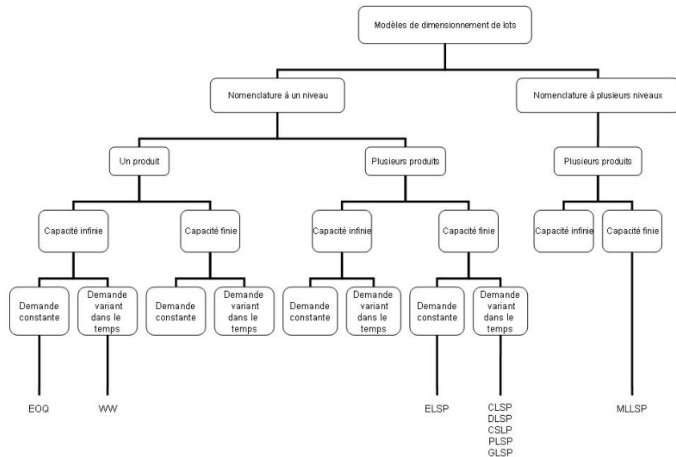 Modèles de dimensionnement de lots
Nomenclature à un niveau
Nomenclature à plusieurs niveaux
Un produit
Plusieurs produits
Plusieurs produits
Capacité infinie
Capacité finie
Capacité infinie
Capacité finie
Capacité infinie
Capacité finie
Demande
constante
Demande
variant
dans le
temps
Demande
constante
Demande
variant
dans le
temps
Demande
constante
Demande
variant
dans le
temps
Demande
constante
Demande
variant
dans le
temps
EOQ
WW
ELSP
CLSP
DLSP
CSLP
PLSP
GLSP
MLLSP